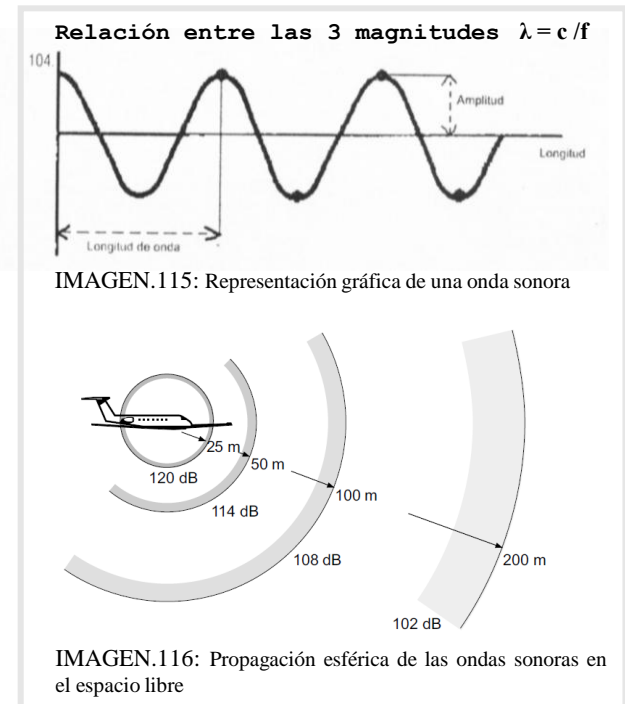 Relación entre las 3 magnitudes λ = c /f
104.
Amplitud
Longitud
Longitud de onda
IMAGEN.115: Representación gráfica de una onda sonora
25 m
50 m
120 dB
114 dB
100 m
108 dB
200 m
102 dB
IMAGEN.116: Propagación esférica de las ondas sonoras en
el espacio libre